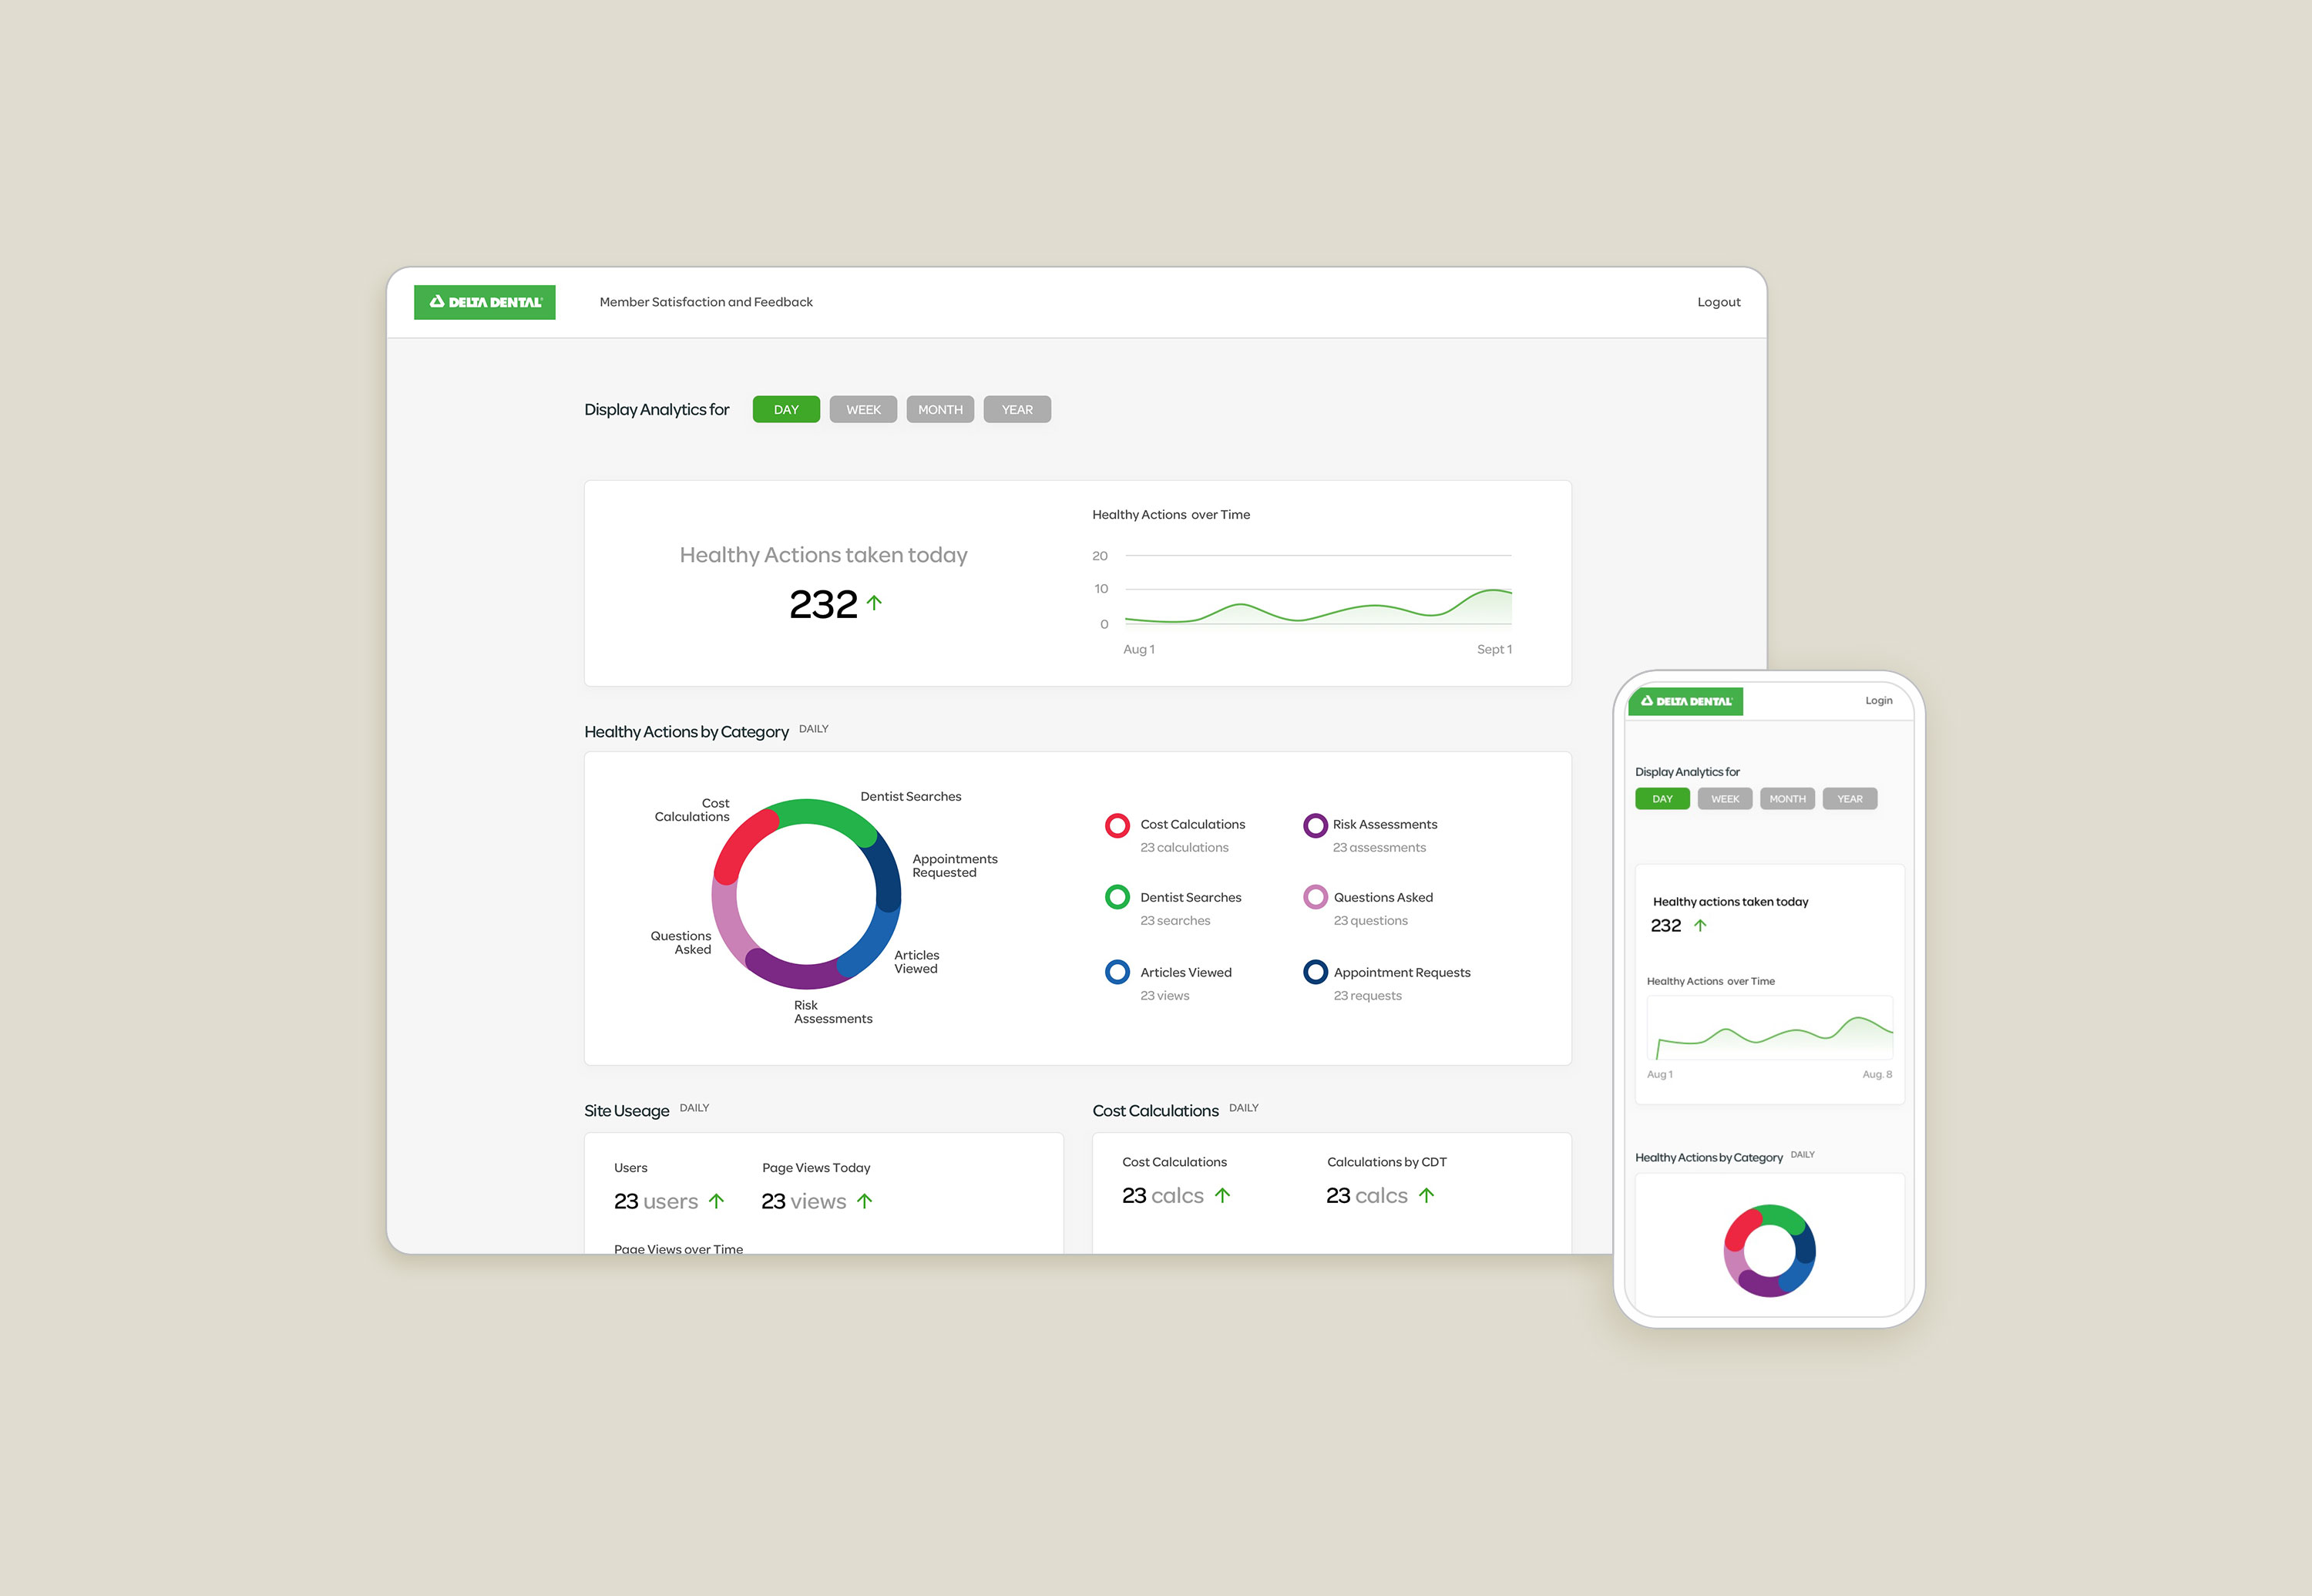 DELTA DENTAL
Member Satisfaction and Feedback
Logout
Display Analytics for
DAY
WEEK
MONTH
YEAR
Healthy Actions taken today
232
Healthy Actions over Time
20
10
0
Aug 1
Sept 1
Healthy Actions by Category
DAILY
Cost
Calculations
Dentist Searches
Appointments
Requested
Articles
Viewed
Risk
Assessments
Questions
Asked
Cost Calculations
23 calculations
Risk Assessments
23 assessments
Dentist Searches
23 searches
Questions Asked
23 questions
Articles Viewed
23 views
Appointment Requests
23 requests
Site Useage
DAILY
Users
23 users
Page Views Today
23 views
Page Views over Time
Cost Calculations
DAILY
Cost Calculations
23 calcs
Calculations by CDT
23 calcs
DELTA DENTAL
Login
Display Analytics for
DAY
WEEK
MONTH
YEAR
Healthy actions taken today
232
Healthy Actions over Time
Aug 1
Aug. 8
Healthy Actions by Category
DAILY